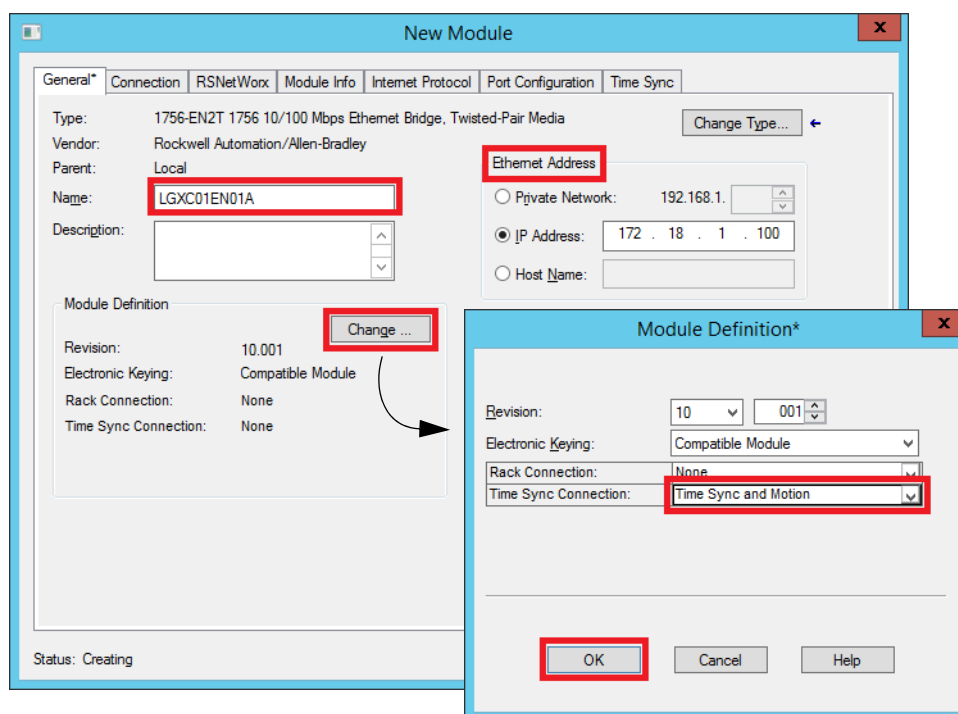 New Module
x
General* Connection RSNetWorx Module Info Internet Protocol Port Configuration Time Sync
Type: 1756-EN2T 1756 10/100 Mbps Ethernet Bridge, Twisted-Pair Media
Change Type...
Vendor: Rockwell Automation/Allen-Bradley
Parent: Local
Name: LGXC01EN01A
Description:
Ethernet Address
Private Network: 192.168.1.
IP Address: 172 . 18 . 1 . 100
Host Name:
Module Definition
Change ...
Revision: 10.001
Electronic Keying: Compatible Module
Rack Connection: None
Time Sync Connection: None
Status: Creating
Module Definition*
x
Revision: 10 001
Electronic Keying: Compatible Module
Rack Connection: None
Time Sync Connection: Time Sync and Motion
OK Cancel Help